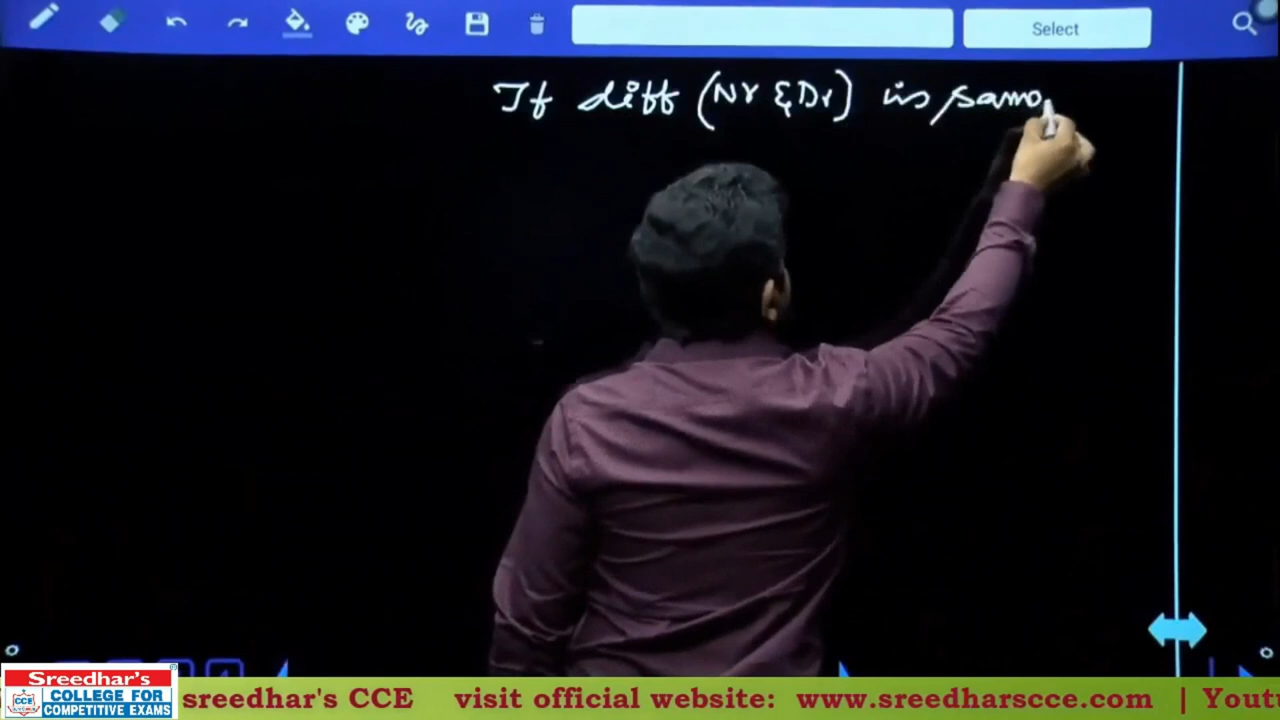 Select
If diff (Nr & Dr) is same
Sreedhar's
CCE
COLLEGE FOR
COMPETITIVE EXAMS
sreedhar's CCE visit official website: www.sreedharscce.com | Yout